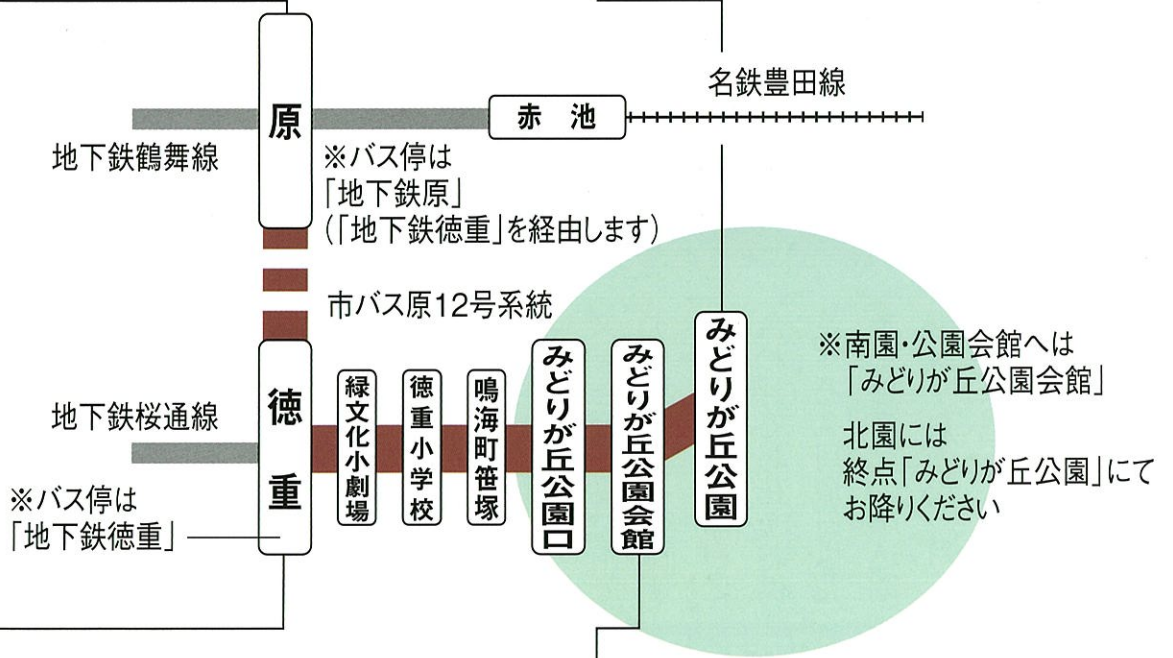 原
赤池
名鉄豊田線
地下鉄鶴舞線
※バス停は
「地下鉄原」
(「地下鉄徳重」を経由します)
市バス原12号系統
徳重
緑文化小劇場
徳重小学校
鳴海町笹塚
みどりが丘公園口
みどりが丘公園会館
みどりが丘公園
地下鉄桜通線
※バス停は
「地下鉄徳重」
※南園・公園会館へは
「みどりが丘公園会館」
北園には
終点「みどりが丘公園」にて
お降りください